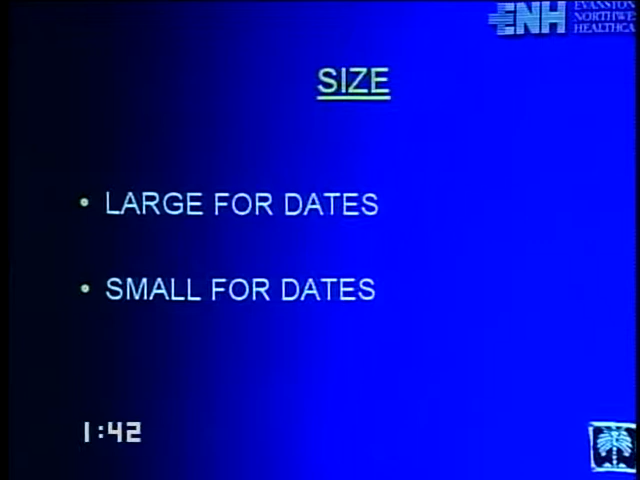 ENH
EVANSTON
NORTHWE
HEALTHCA
SIZE
• LARGE FOR DATES
• SMALL FOR DATES
1:42